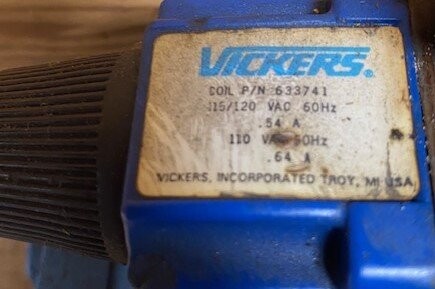 VICKERS®
COIL P/N 633741
115/120 VAC 60Hz
.54 A
110 VAC 50Hz
.64 A
VICKERS, INCORPORATED TROY, MI USA